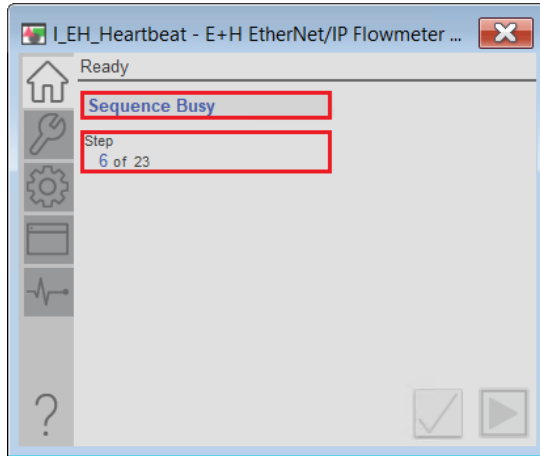 I_EH_Heartbeat - E+H EtherNet/IP Flowmeter ...
Ready
Sequence Busy
Step
6 of 23
?